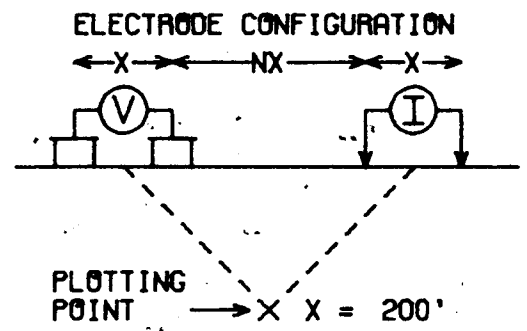 ELECTRODE CONFIGURATION
X NX X
V I
PLOTTING
POINT X X = 200'